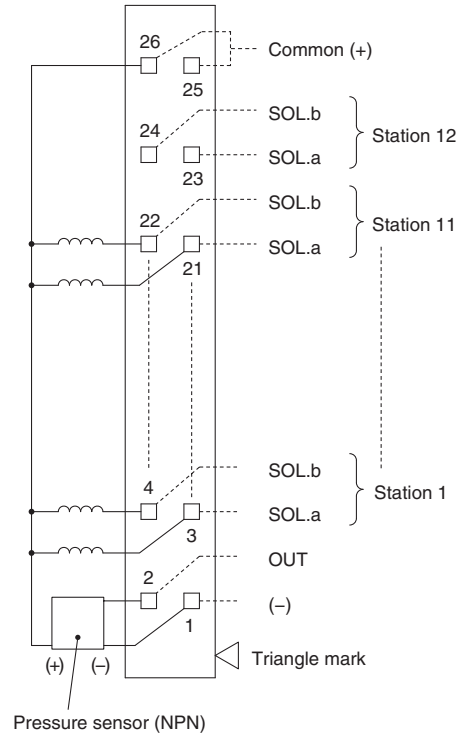 26
Common (+)
25
24
SOL.b
Station 12
SOL.a
23
22
SOL.b
Station 11
SOL.a
21
4
SOL.b
Station 1
SOL.a
3
2
OUT
(–)
1
(+) (–)
Triangle mark
Pressure sensor (NPN)